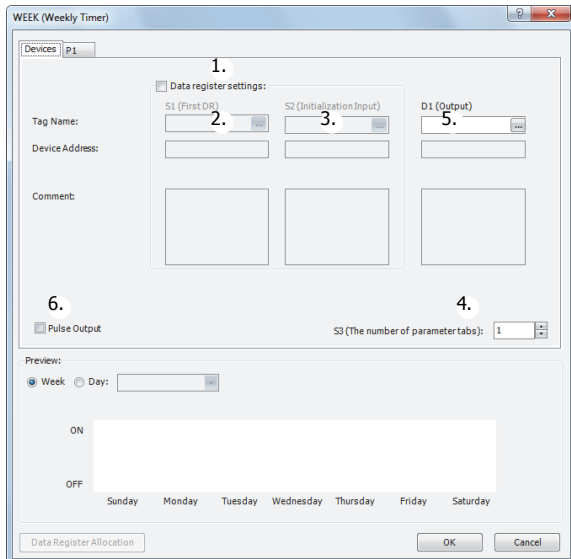 WEEK (Weekly Timer)
Devices P1
1.
Data register settings:
S1 (First DR) S2 (Initialization Input) D1 (Output)
Tag Name: 2. ... 3. ... 5. ...
Device Address:
Comment:
6. 4.
Pulse Output S3 (The number of parameter tabs): 1
Preview:
Week Day:
ON
OFF
Sunday Monday Tuesday Wednesday Thursday Friday Saturday
Data Register Allocation OK Cancel